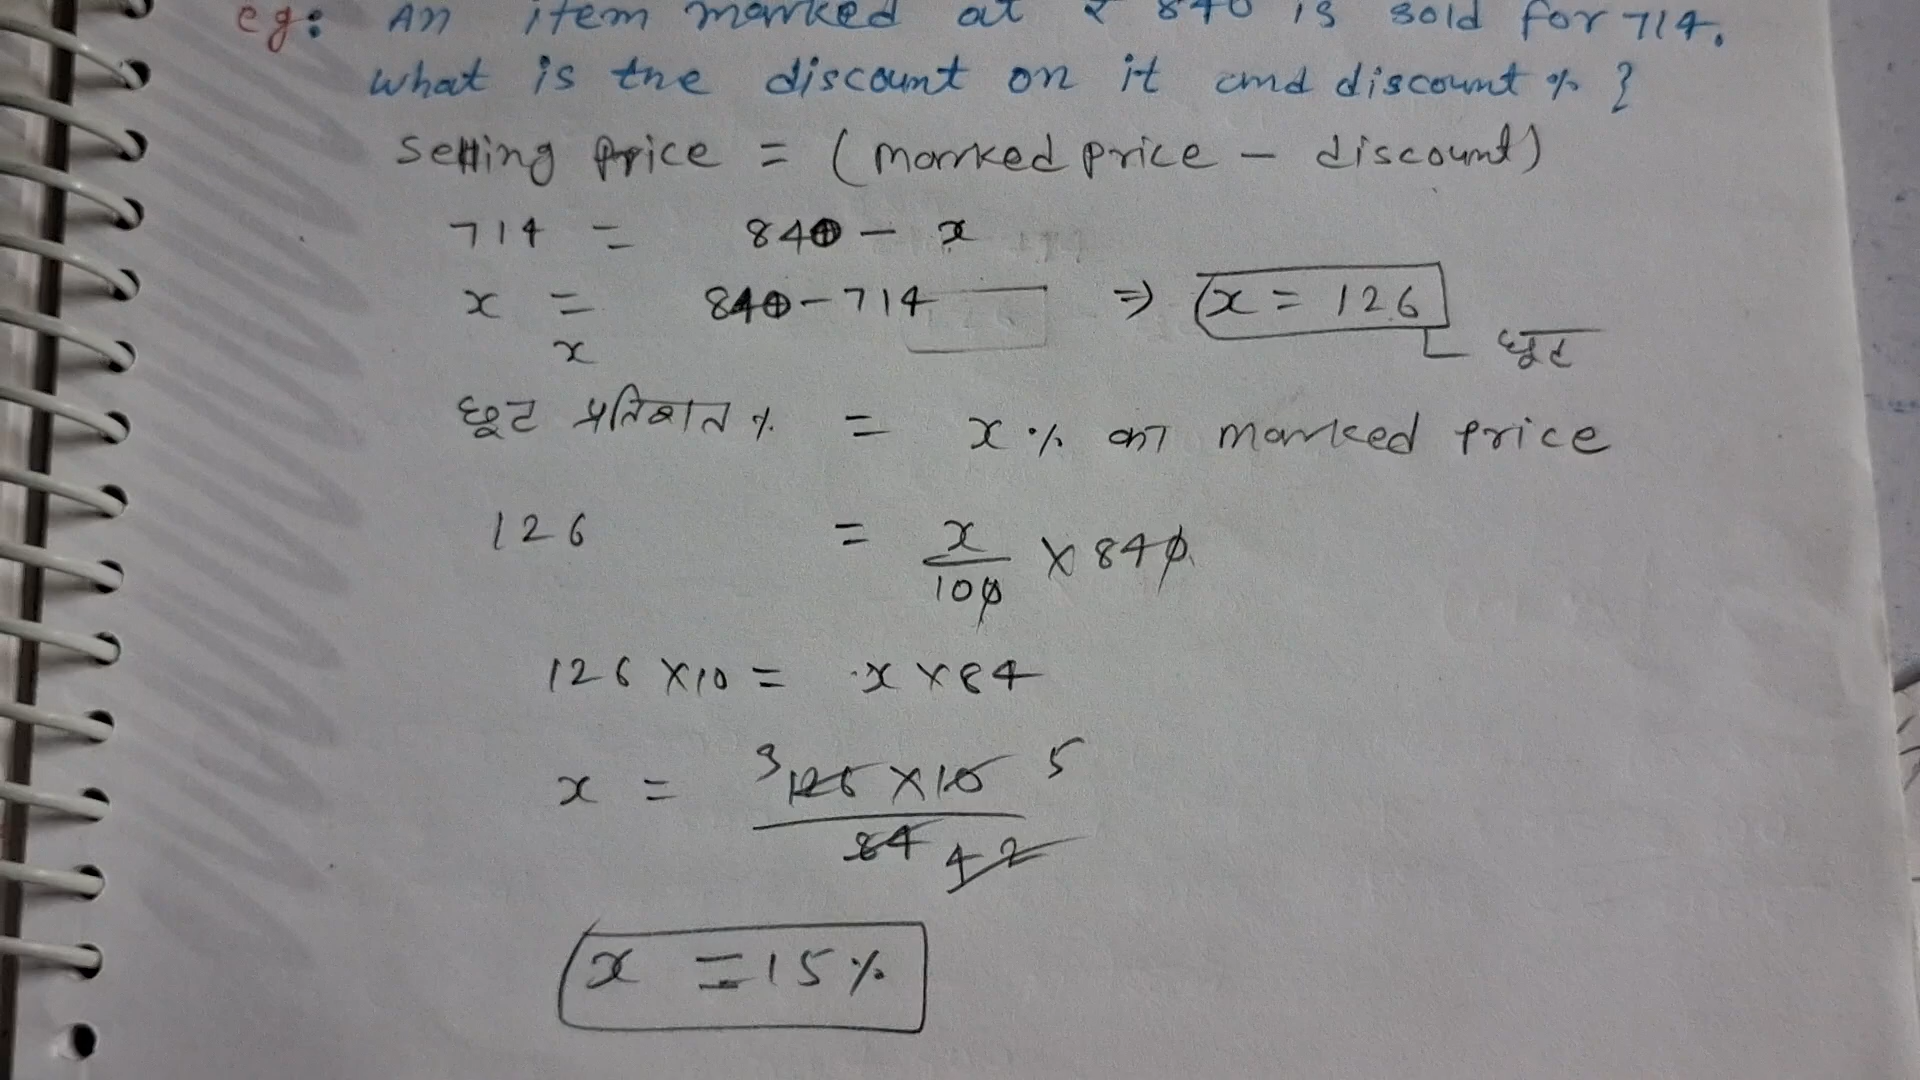 eg: An item marked at ₹ 840 is sold for 714.
what is the discount on it and discount % ?
Selling Price = (marked price - discount)
714 = 840 - x
x = 840 - 714 ⇒ x = 126
x
छूट
छूट प्रतिशत % = x % का marked price
126 = x/100 × 840
126 × 10 = x × 84
x = 3 126 × 10 5 / 84 42
x = 15 %